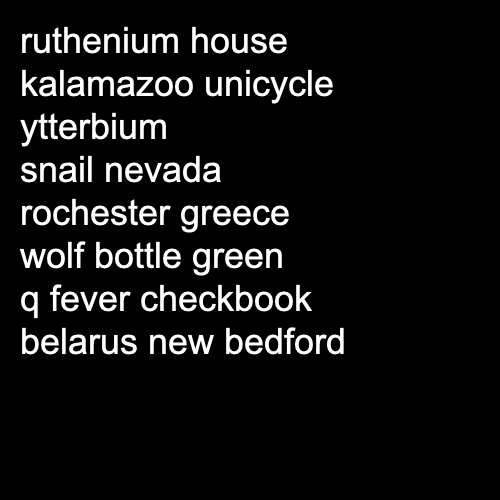 ruthenium house
kalamazoo unicycle
ytterbium
snail nevada
rochester greece
wolf bottle green
q fever checkbook
belarus new bedford